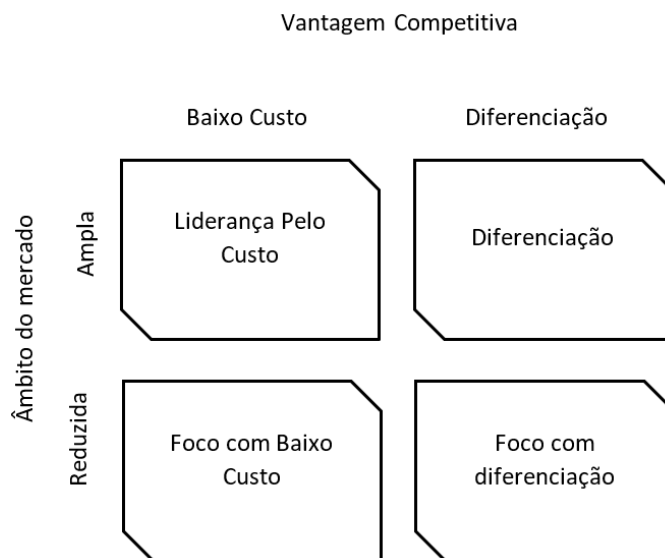 Vantagem Competitiva
Baixo Custo
Diferenciação
Âmbito do mercado
Ampla
Liderança Pelo
Custo
Diferenciação
Reduzida
Foco com Baixo
Custo
Foco com
diferenciação